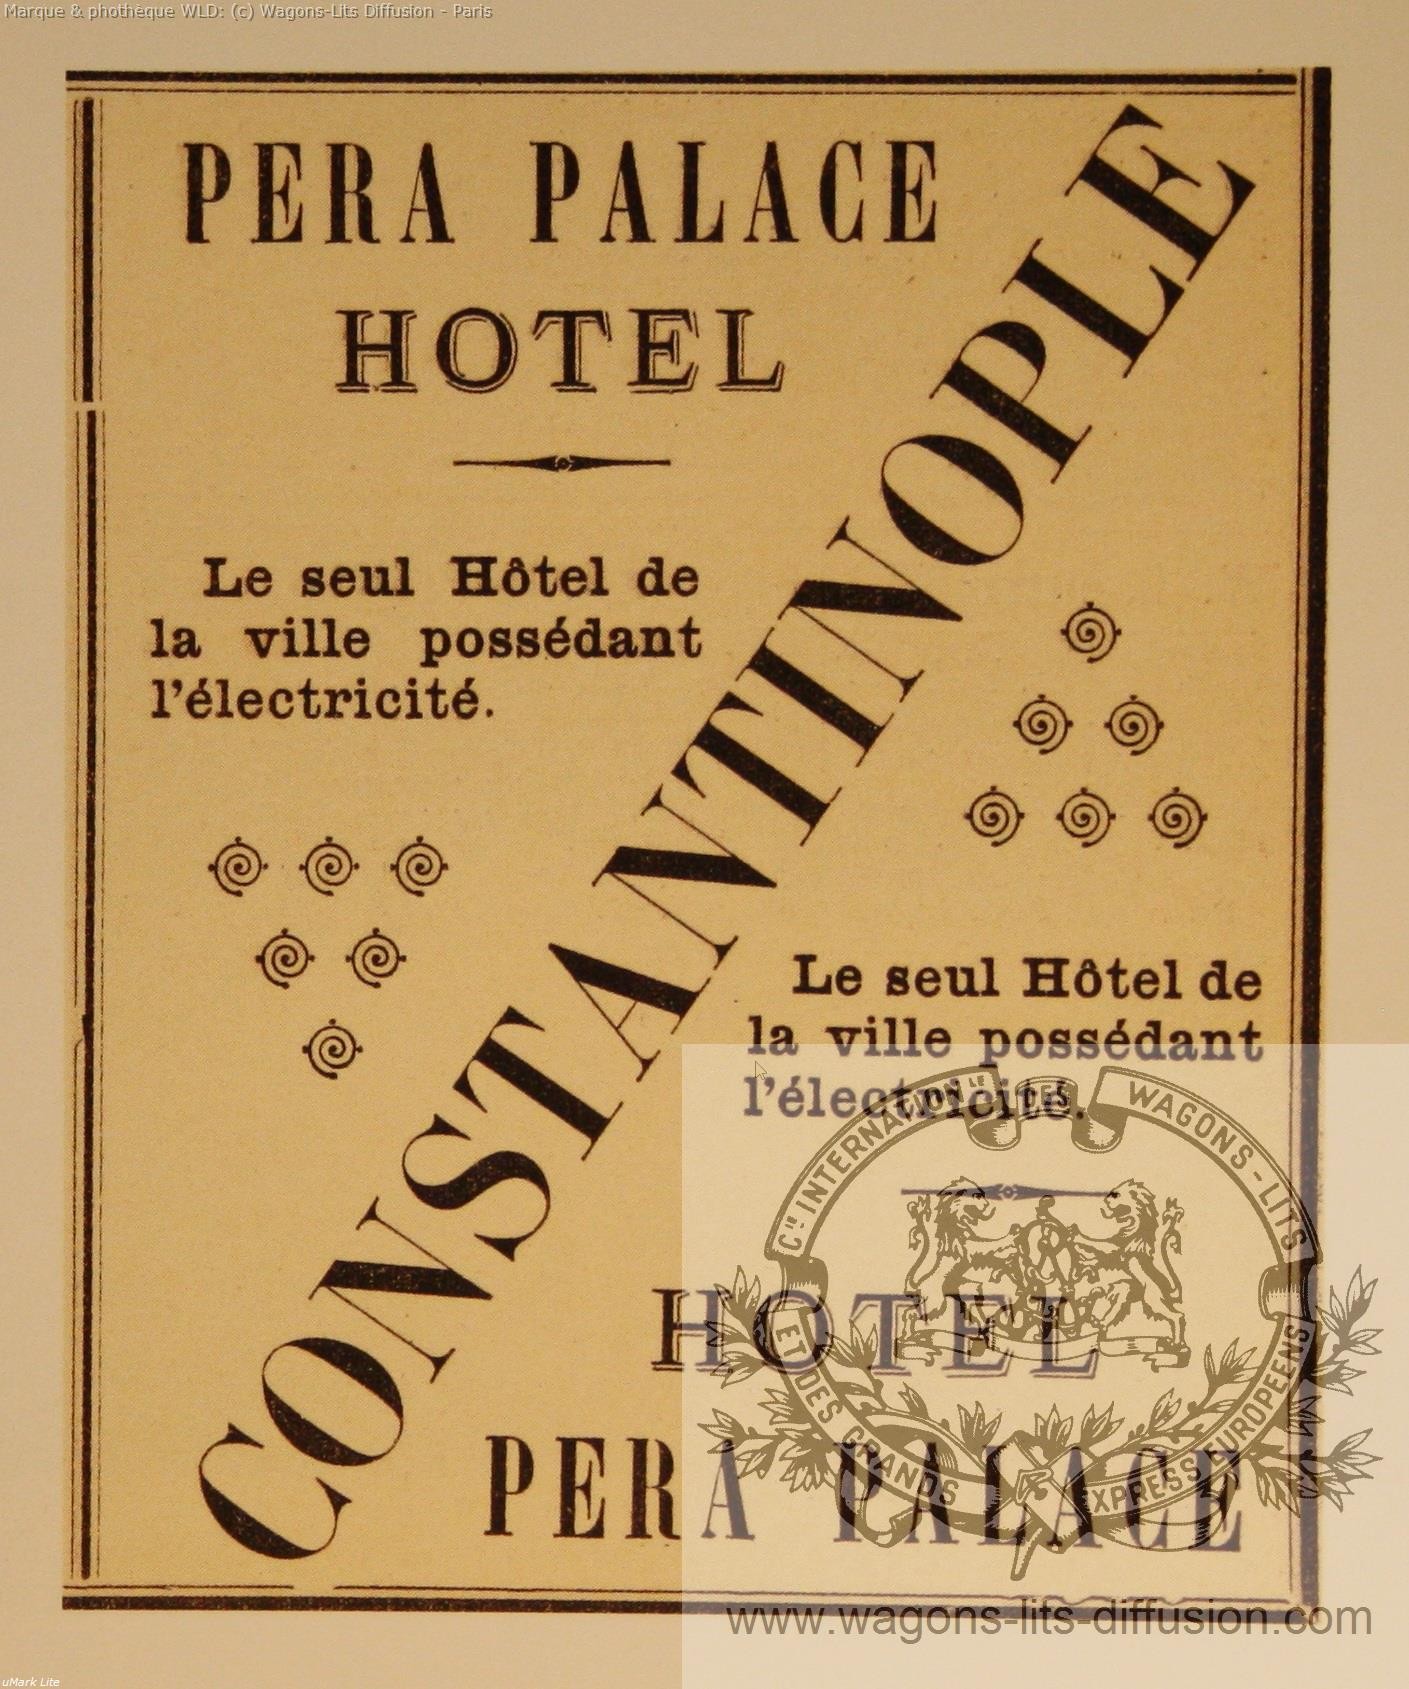 Marque & phothèque WLD: (c) Wagons-Lits Diffusion - Paris
PERA PALACE
HOTEL
CONSTANTINOPLE
Le seul Hôtel de
la ville possédant
l'électricité.
Le seul Hôtel de
la ville possédant
l'électricité.
HOTEL
PERA PALACE
Cie INTERNATIONALE DES WAGONS-LITS
ET DES GRANDS EXPRESS EUROPEENS
www.wagons-lits-diffusion.com
uMark Lite